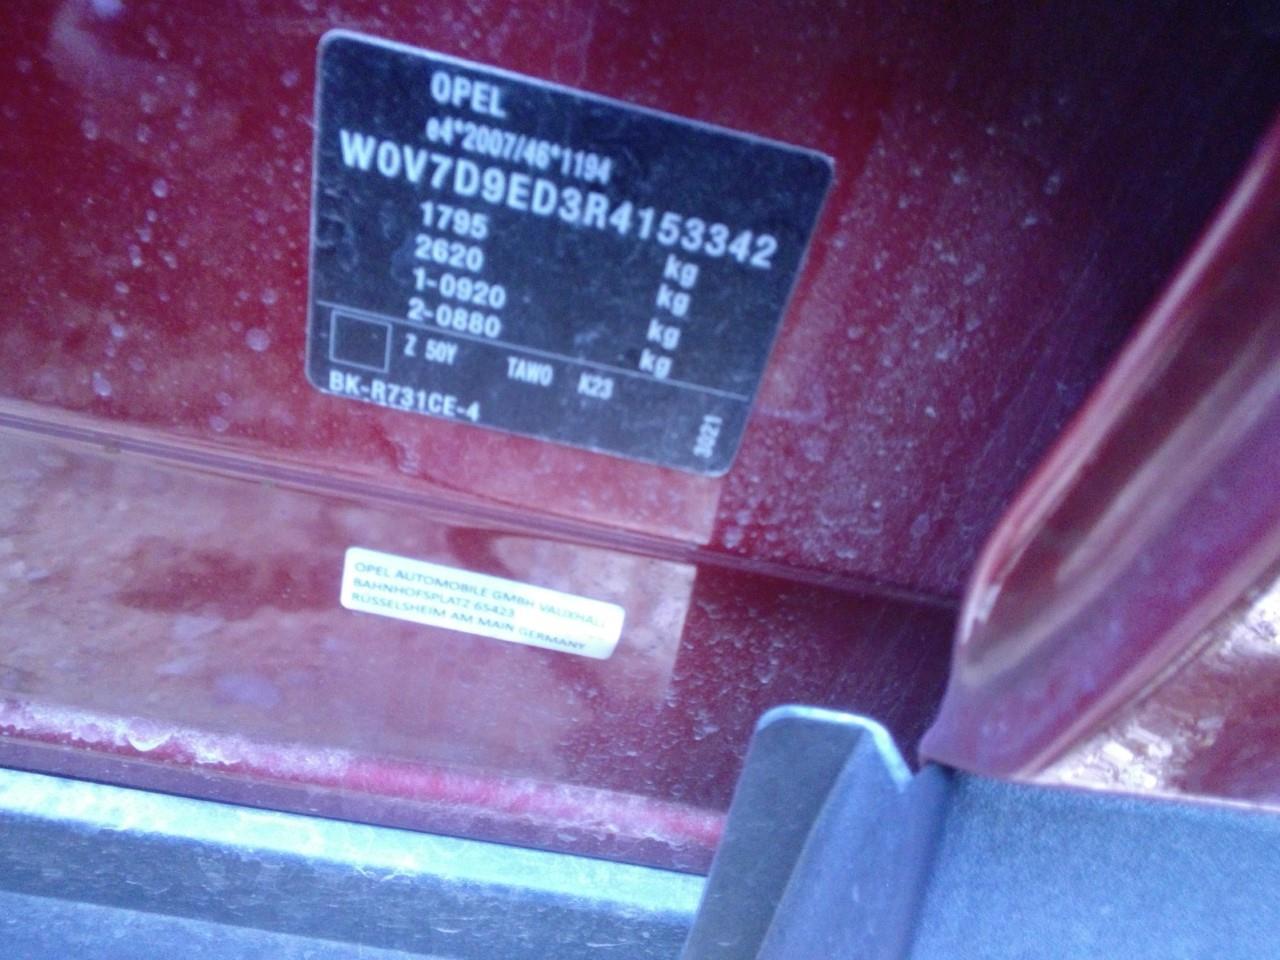 OPEL
e4*2007/46*1194
W0V7D9ED3R4153342
1795 kg
2620 kg
1-0920 kg
2-0880 kg
Z 50Y TAWO K23
BK-R731CE-4
3021
OPEL AUTOMOBILE GMBH VAUXHALL
BAHNHOFSPLATZ 65423
RÜSSELSHEIM AM MAIN GERMANY